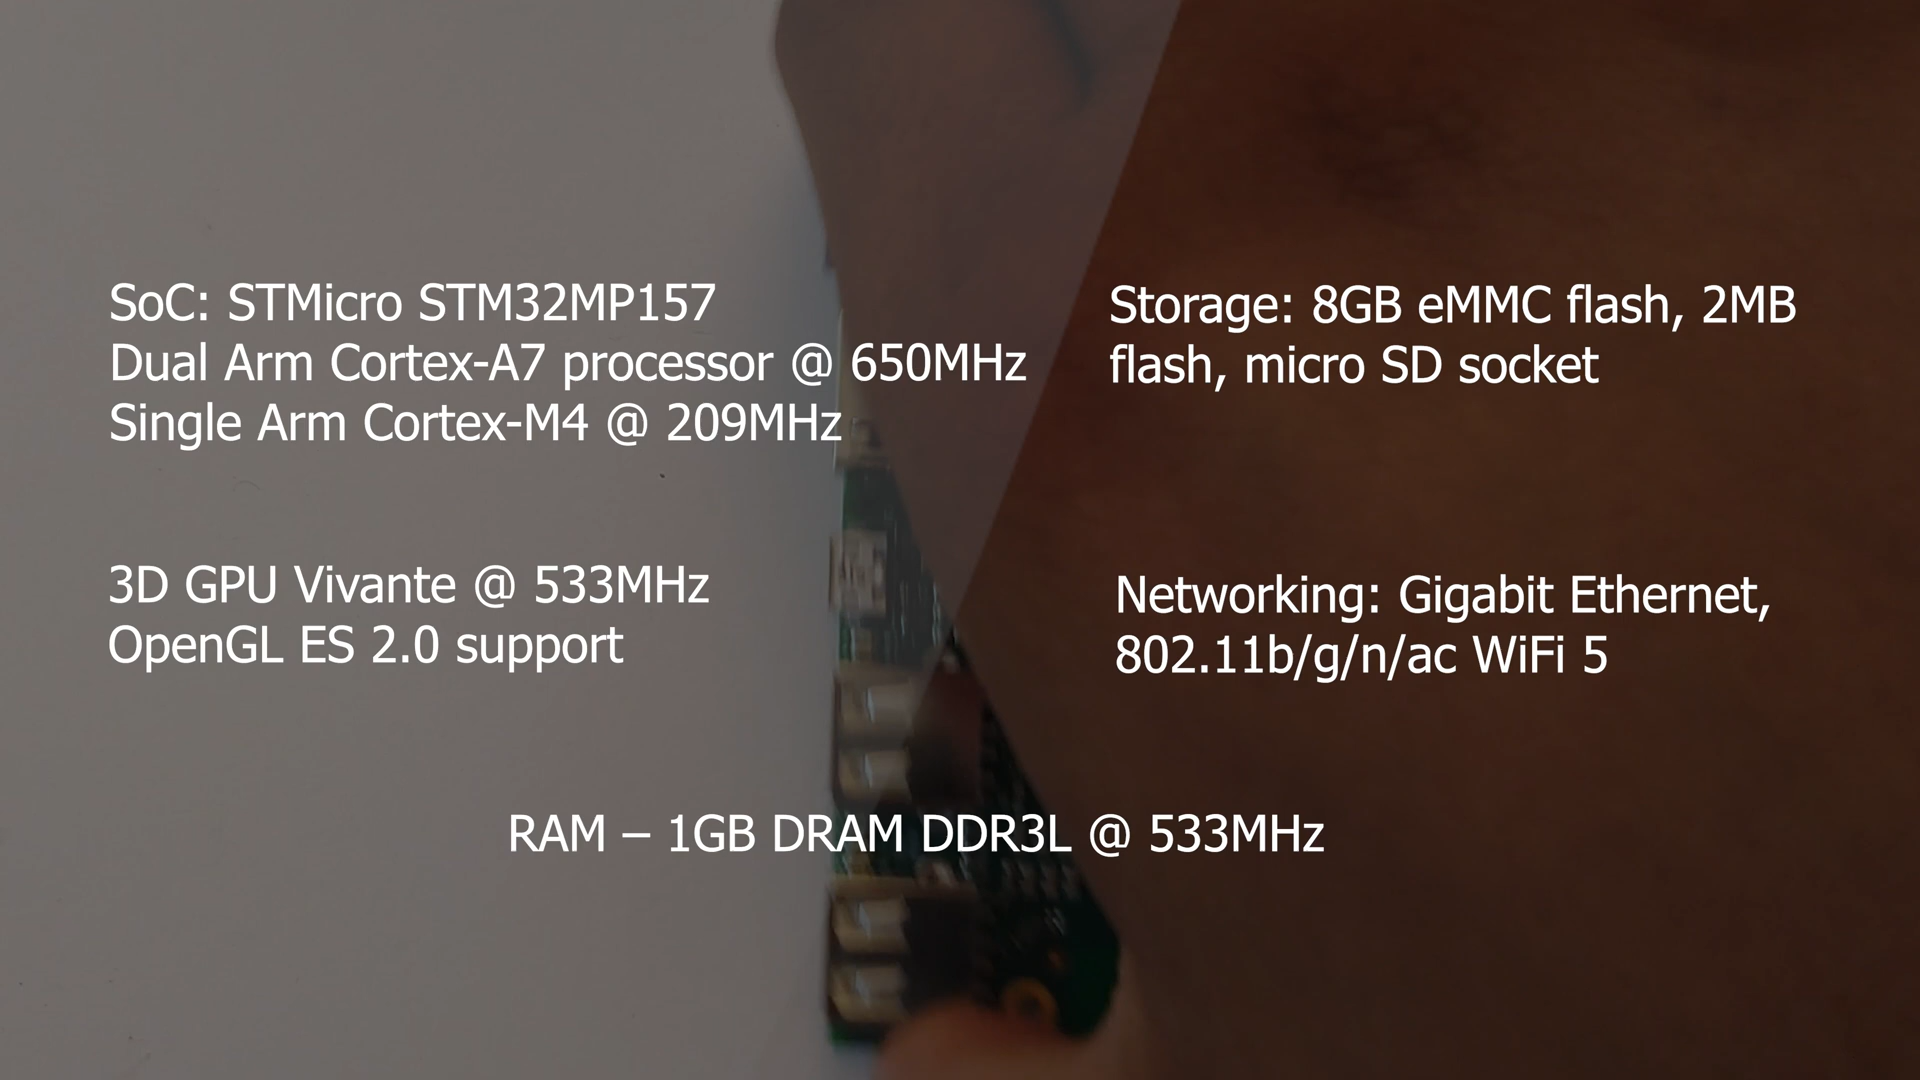 SoC: STMicro STM32MP157
Dual Arm Cortex-A7 processor @ 650MHz
Single Arm Cortex-M4 @ 209MHz
Storage: 8GB eMMC flash, 2MB
flash, micro SD socket
3D GPU Vivante @ 533MHz
OpenGL ES 2.0 support
Networking: Gigabit Ethernet,
802.11b/g/n/ac WiFi 5
RAM – 1GB DRAM DDR3L @ 533MHz